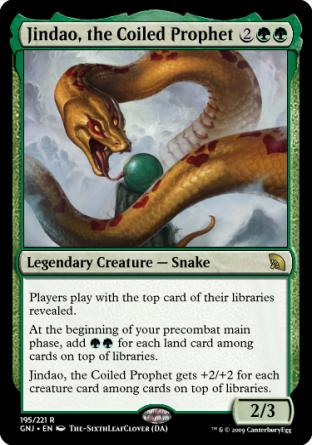 Jindao, the Coiled Prophet 2
Legendary Creature — Snake
Players play with the top card of their libraries
revealed.
At the beginning of your precombat main
phase, add for each land card among
cards on top of libraries.
Jindao, the Coiled Prophet gets +2/+2 for each
creature card among cards on top of libraries.
2/3
195/221 R
GNJ • EN The-SixthLeafClover (DA)
™ & © 2019 CanterburyEgg